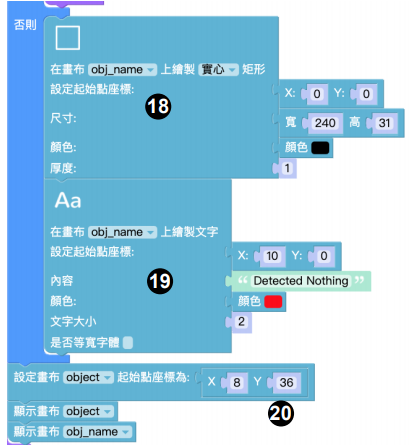 否則
在畫布 obj_name 上繪製 實心 矩形
設定起始點座標: X: 0 Y: 0
18
尺寸: 寬 240 高 31
顏色: 顏色
厚度: 1
Aa
在畫布 obj_name 上繪製文字
設定起始點座標: X: 10 Y: 0
內容 “ Detected Nothing ”
19
顏色: 顏色
文字大小 2
是否等寬字體
設定畫布 object 起始點座標為: X 8 Y 36
20
顯示畫布 object
顯示畫布 obj_name